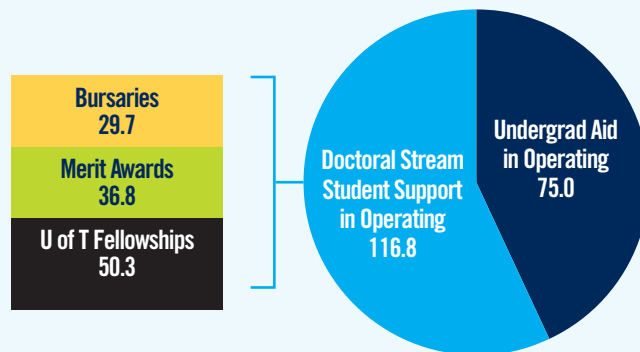 Bursaries
29.7
Merit Awards
36.8
U of T Fellowships
50.3
Doctoral Stream
Student Support
in Operating
116.8
Undergrad Aid
in Operating
75.0